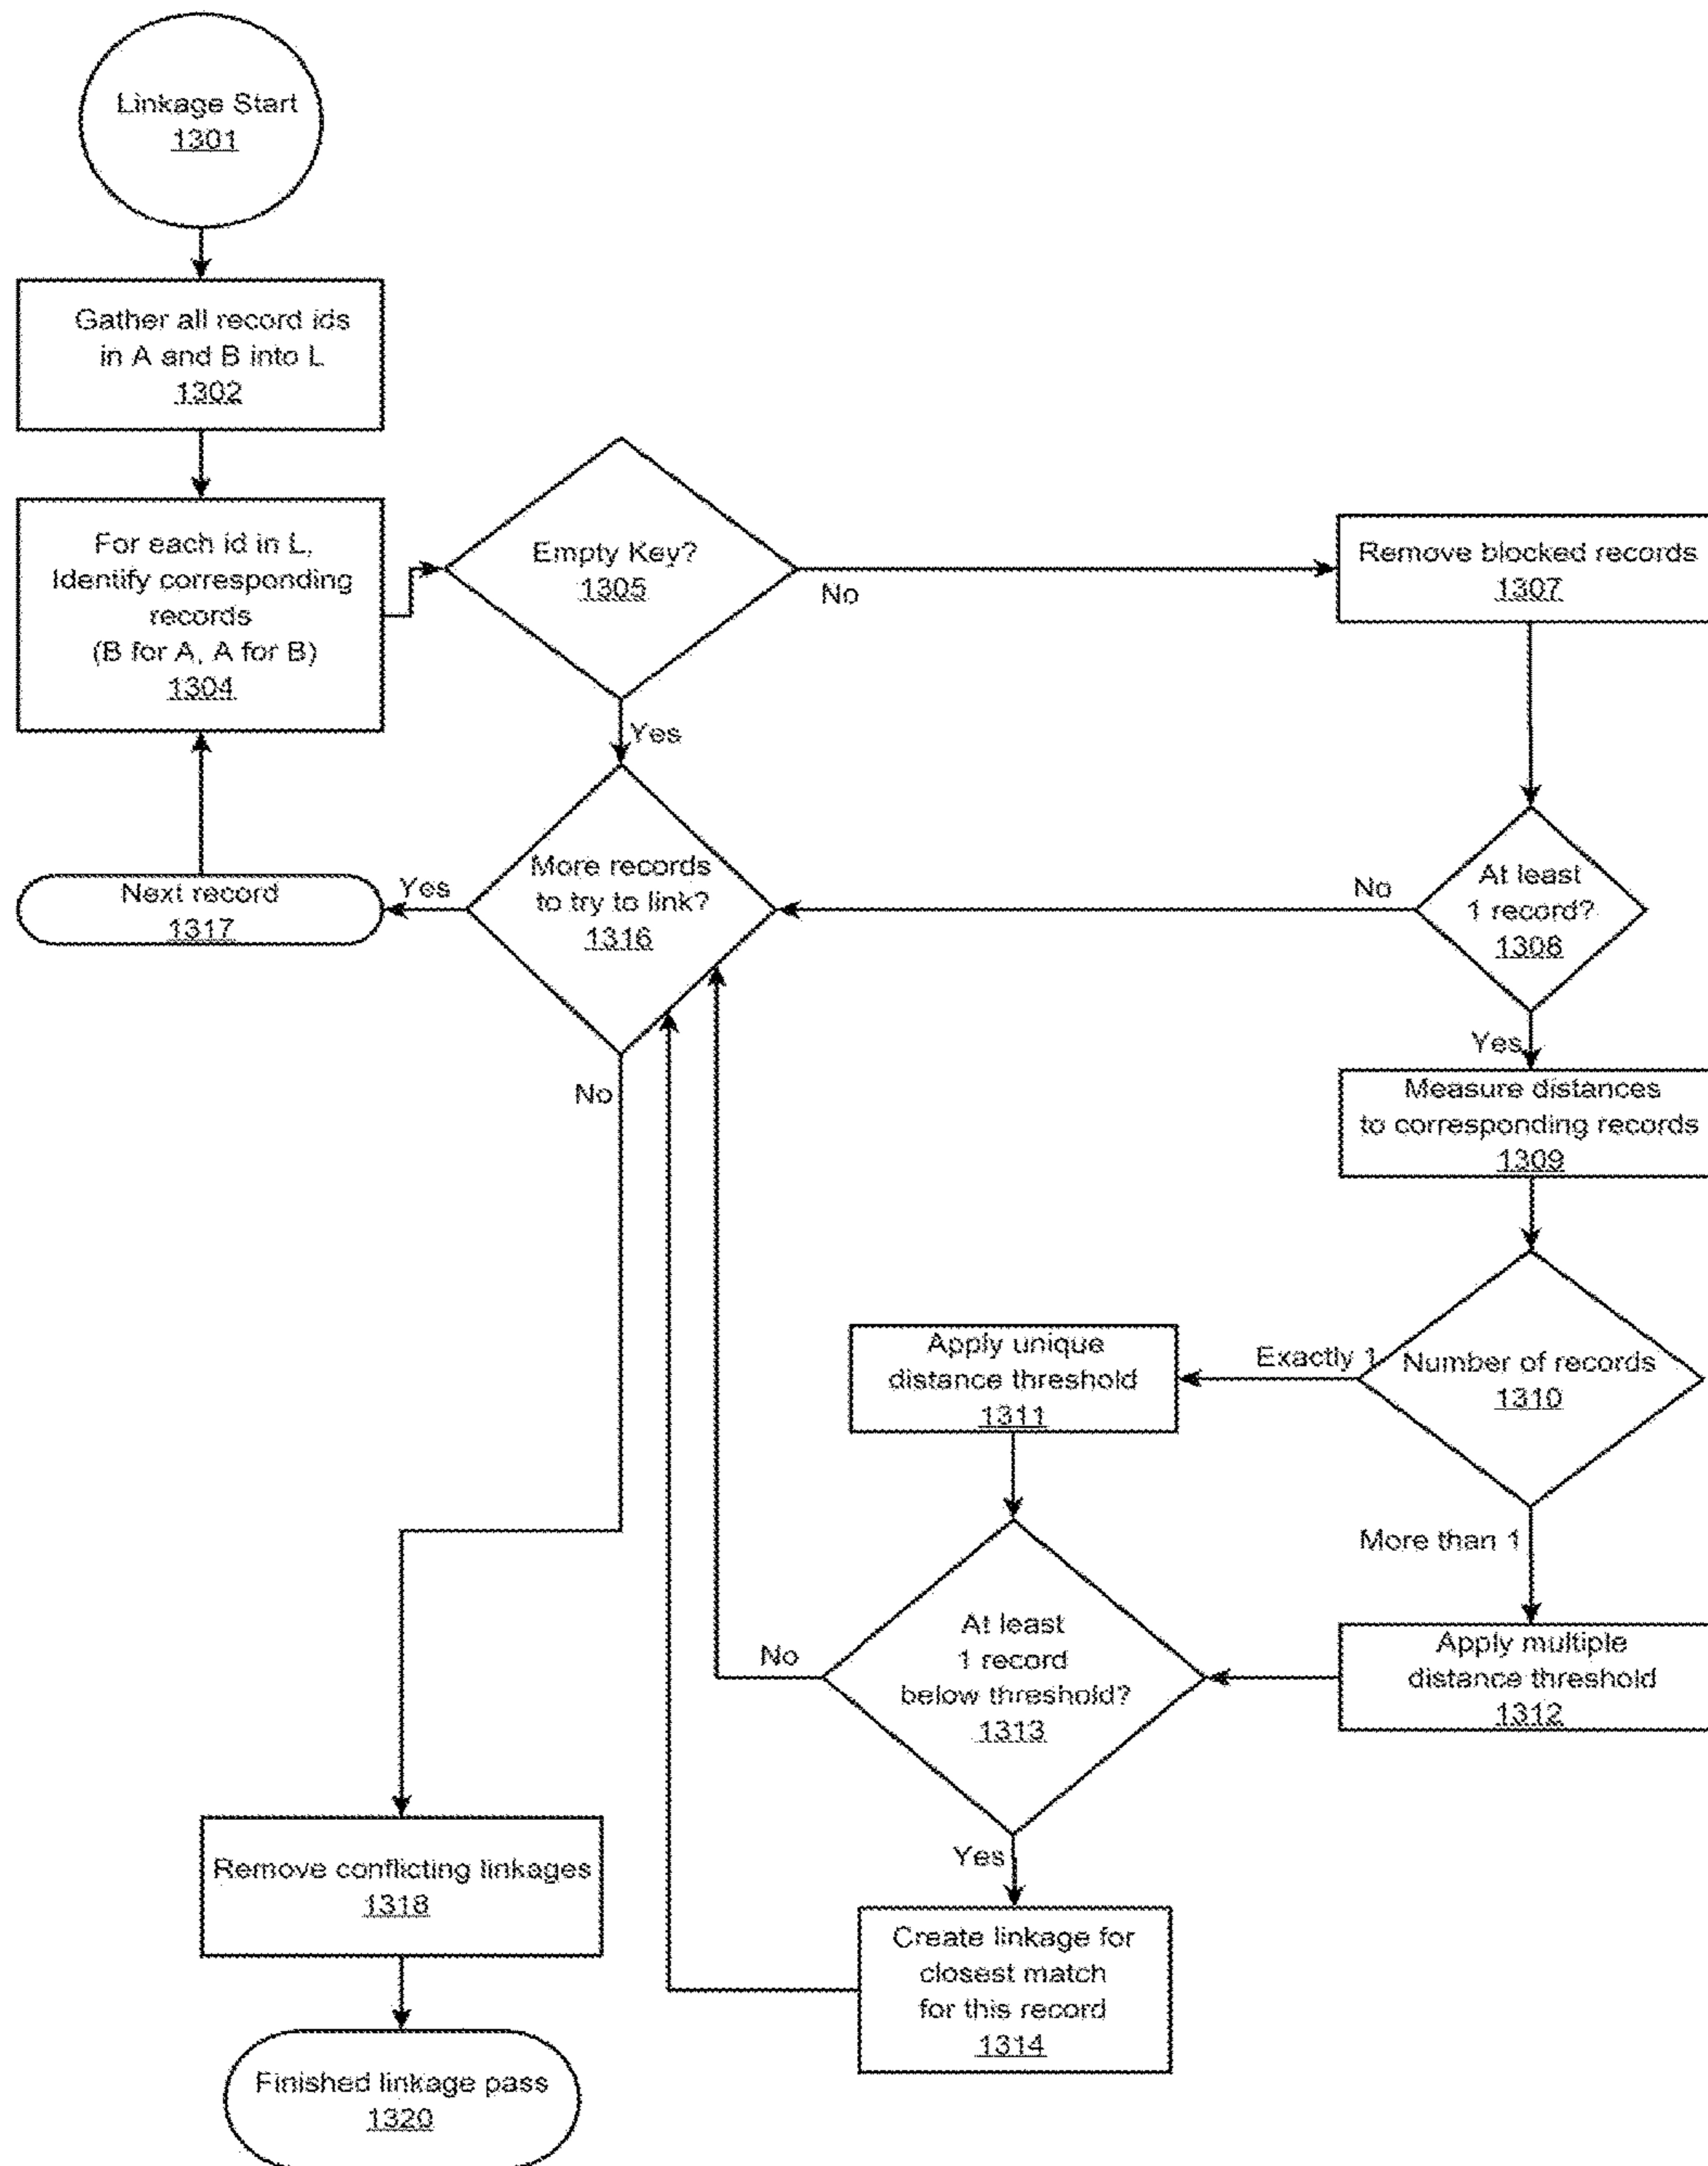 Linkage Start
1301
Gather all record ids
in A and B into L
1302
For each id in L,
Identify corresponding
records
(B for A, A for B)
1304
Empty Key?
1305
No
Yes
Remove blocked records
1307
More records
to try to link?
1316
Yes
Next record
1317
No
At least
1 record?
1308
No
Yes
Measure distances
to corresponding records
1309
Number of records
1310
Exactly 1
More than 1
Apply unique
distance threshold
1311
Apply multiple
distance threshold
1312
At least
1 record
below threshold?
1313
No
Yes
Create linkage for
closest match
for this record
1314
Remove conflicting linkages
1318
Finished linkage pass
1320